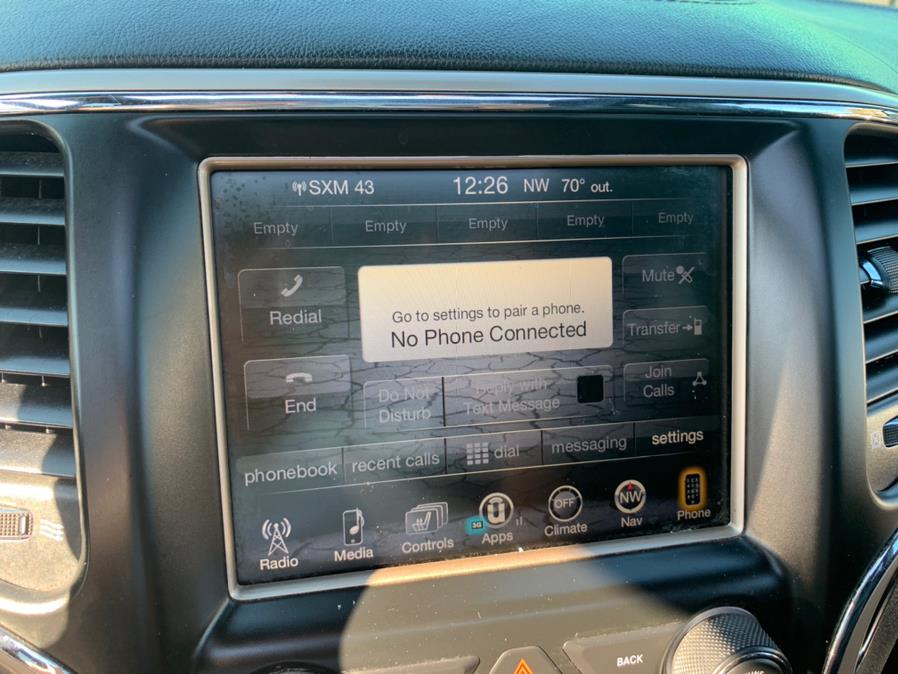 SXM 43 12:26 NW 70° out.
Empty Empty Empty Empty Empty
Redial
Go to settings to pair a phone.
No Phone Connected
Mute
Transfer
End
Do Not
Disturb
Reply with
Text Message
Join
Calls
phonebook recent calls dial messaging settings
Radio Media Controls 3G Apps OFF Climate NW Nav Phone
BACK